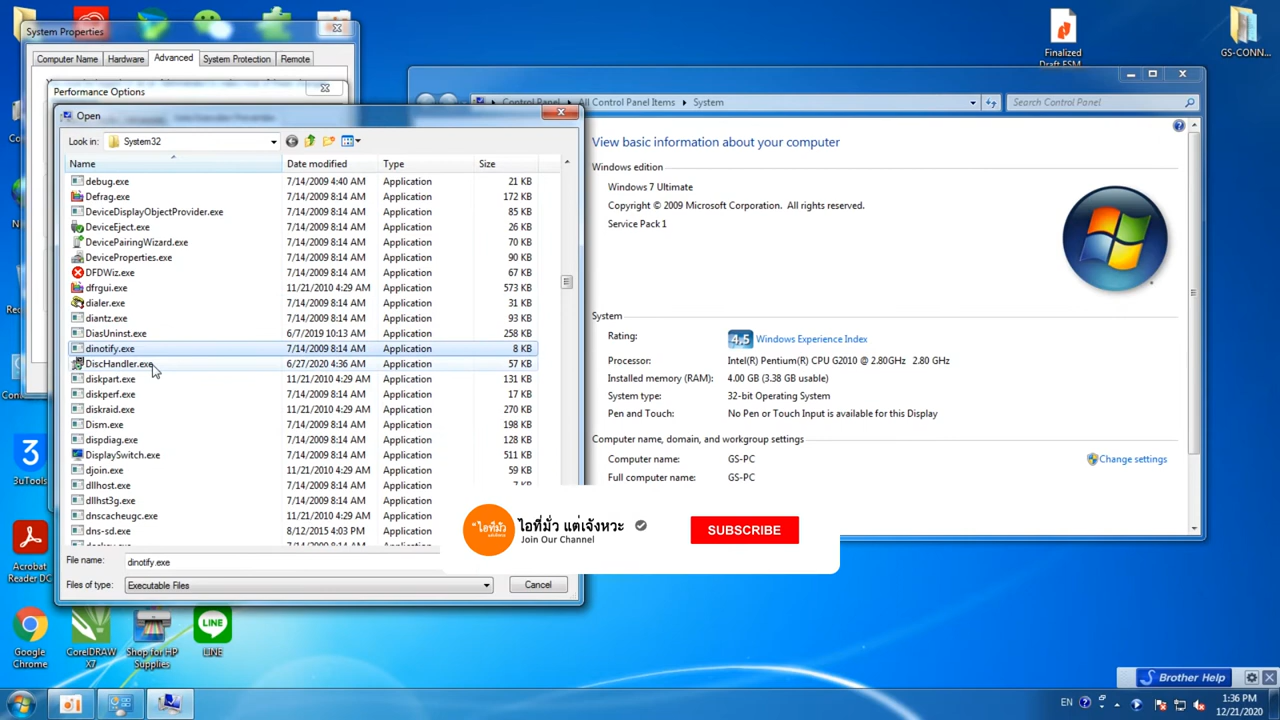 System Properties
Computer Name
Hardware
Advanced
System Protection
Remote
Performance Options
Open
Look in:
System32
Name
Date modified
Type
Size
debug.exe 7/14/2009 4:40 AM Application 21 KB
Defrag.exe 7/14/2009 8:14 AM Application 172 KB
DeviceDisplayObjectProvider.exe 7/14/2009 8:14 AM Application 85 KB
DeviceEject.exe 7/14/2009 8:14 AM Application 26 KB
DevicePairingWizard.exe 7/14/2009 8:14 AM Application 70 KB
DeviceProperties.exe 7/14/2009 8:14 AM Application 90 KB
DFDWiz.exe 7/14/2009 8:14 AM Application 67 KB
dfrgui.exe 11/21/2010 4:29 AM Application 573 KB
dialer.exe 7/14/2009 8:14 AM Application 31 KB
diantz.exe 7/14/2009 8:14 AM Application 93 KB
DiasUninst.exe 6/7/2019 10:13 AM Application 258 KB
dinotify.exe 7/14/2009 8:14 AM Application 8 KB
DiscHandler.exe 6/27/2020 4:36 AM Application 57 KB
diskpart.exe 11/21/2010 4:29 AM Application 131 KB
diskperf.exe 7/14/2009 8:14 AM Application 17 KB
diskraid.exe 11/21/2010 4:29 AM Application 270 KB
Dism.exe 7/14/2009 8:14 AM Application 198 KB
dispdiag.exe 7/14/2009 8:14 AM Application 128 KB
DisplaySwitch.exe 7/14/2009 8:14 AM Application 511 KB
djoin.exe 11/21/2010 4:29 AM Application 59 KB
dllhost.exe 7/14/2009 8:14 AM Application 7 KB
dllhst3g.exe 7/14/2009 8:14 AM Application
dnscacheugc.exe 11/21/2010 4:29 AM Application
dns-sd.exe 8/12/2015 4:03 PM Application
File name:
dinotify.exe
Files of type:
Executable Files
Cancel
Control Panel
All Control Panel Items
System
Search Control Panel
View basic information about your computer
Windows edition
Windows 7 Ultimate
Copyright © 2009 Microsoft Corporation. All rights reserved.
Service Pack 1
System
Rating:
4.5
Windows Experience Index
Processor:
Intel(R) Pentium(R) CPU G2010 @ 2.80GHz 2.80 GHz
Installed memory (RAM):
4.00 GB (3.38 GB usable)
System type:
32-bit Operating System
Pen and Touch:
No Pen or Touch Input is available for this Display
Computer name, domain, and workgroup settings
Computer name:
GS-PC
Change settings
Full computer name:
GS-PC
ไอที่มั่ว แต่เจ้งหวะ
Join Our Channel
SUBSCRIBE
Finalized
Draft FSM
GS-CONN...
3uTools
Acrobat
Reader DC
Google
Chrome
CorelDRAW
X7
Shop for HP
Supplies
LINE
LINE
Brother Help
EN
1:36 PM
12/21/2020